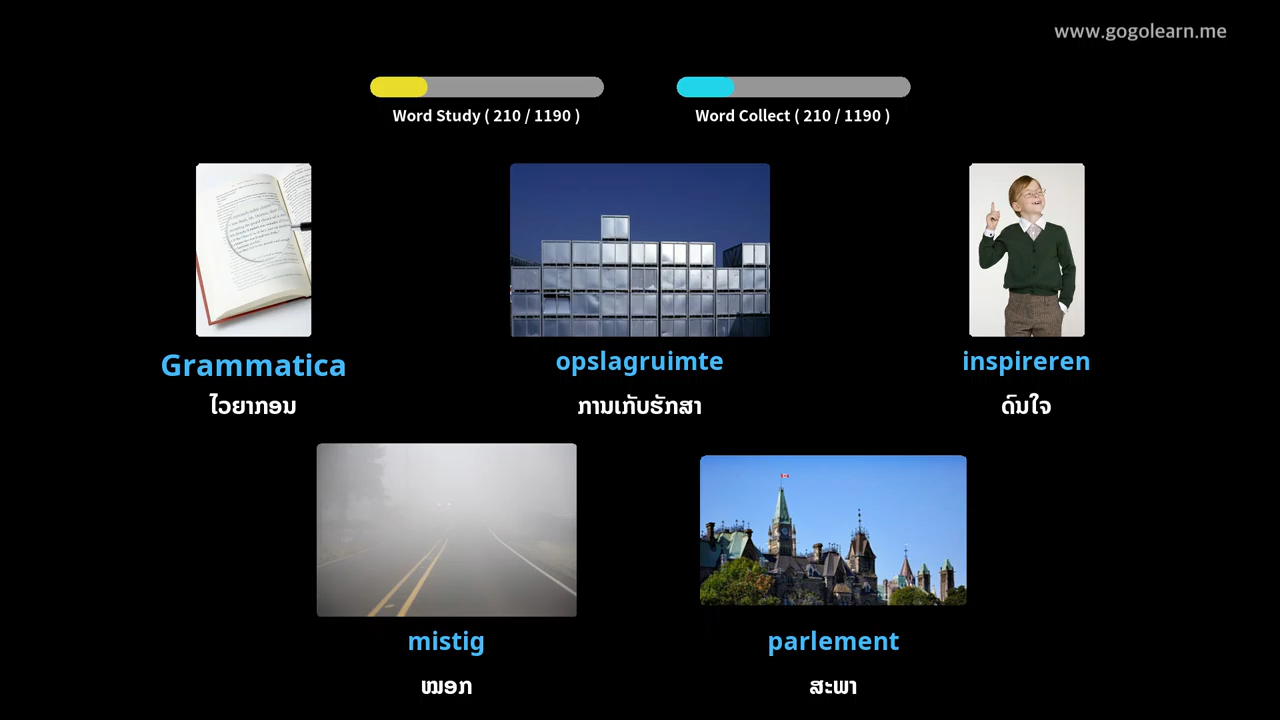 www.gogolearn.me
Word Study ( 210 / 1190 )
Word Collect ( 210 / 1190 )
Grammatica
ໄວຍາກອນ
opslagruimte
ການເກັບຮັກສາ
inspireren
ດົນໃຈ
mistig
ໝອກ
parlement
ສະພາ